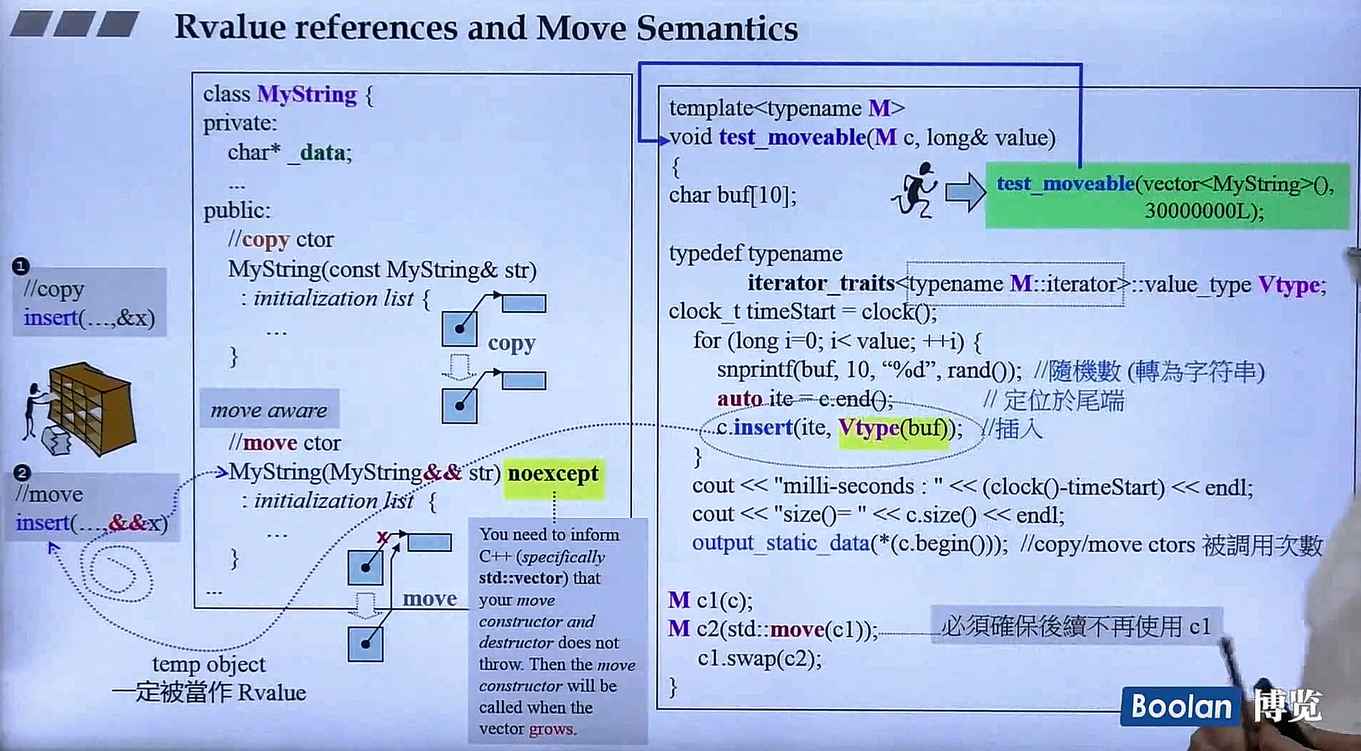 Rvalue references and Move Semantics
class MyString {
private:
char* _data;
...
public:
//copy ctor
MyString(const MyString& str)
: initialization list {
...
}
move aware
//move ctor
MyString(MyString&& str) noexcept
: initialization list {
...
}
...
copy
x
move
❶
//copy
insert(...,&x)
❷
//move
insert(...,&&x)
temp object
一定被當作 Rvalue
You need to inform
C++ (specifically
std::vector) that
your move
constructor and
destructor does not
throw. Then the move
constructor will be
called when the
vector grows.
template<typename M>
void test_moveable(M c, long& value)
{
char buf[10];
test_moveable(vector<MyString>(),
30000000L);
typedef typename
iterator_traits<typename M::iterator>::value_type Vtype;
clock_t timeStart = clock();
for (long i=0; i< value; ++i) {
snprintf(buf, 10, “%d”, rand()); //隨機數 (轉為字符串)
auto ite = c.end(); // 定位於尾端
c.insert(ite, Vtype(buf)); //插入
}
cout << "milli-seconds : " << (clock()-timeStart) << endl;
cout << "size()= " << c.size() << endl;
output_static_data(*(c.begin())); //copy/move ctors 被調用次數
M c1(c);
M c2(std::move(c1)); 必須確保後續不再使用 c1
c1.swap(c2);
}
Boolan 博览